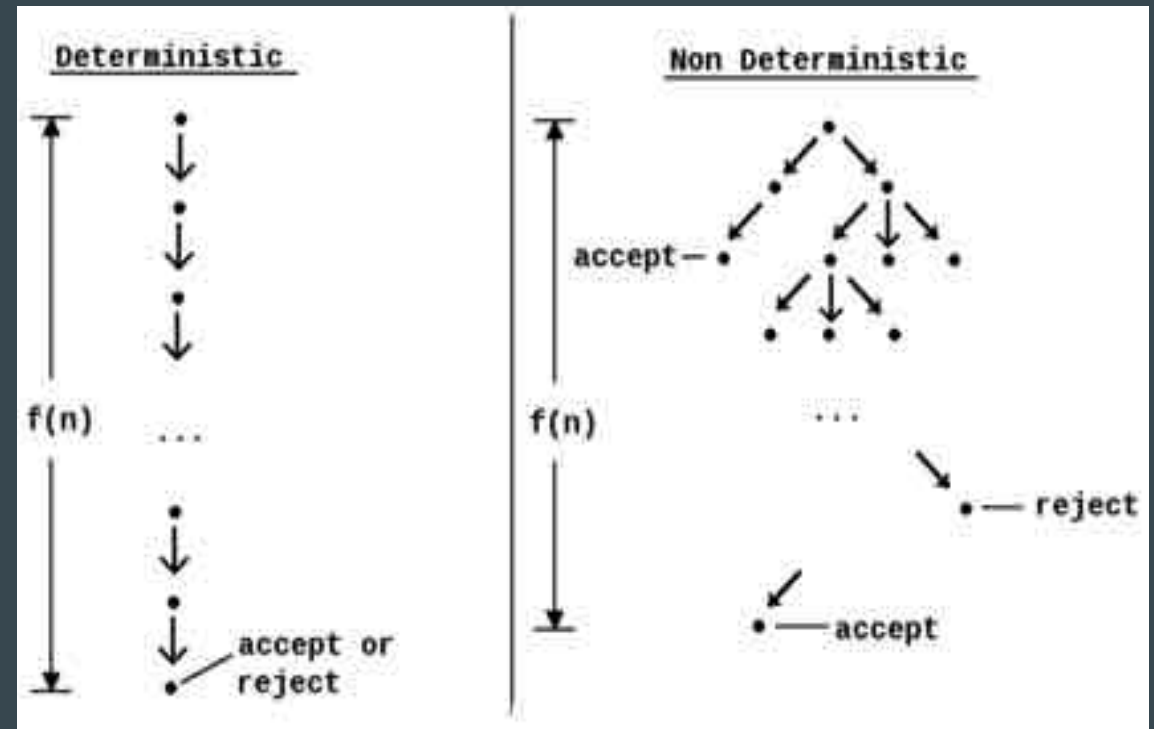 Deterministic
f(n)
...
accept or
reject
Non Deterministic
accept
f(n)
...
reject
accept